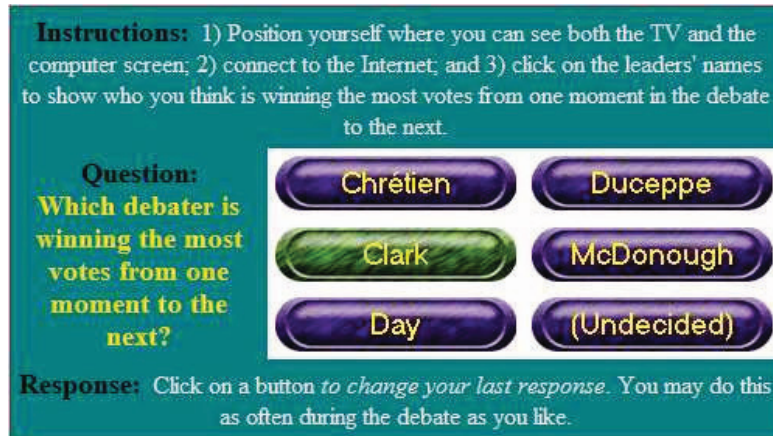 Instructions: 1) Position yourself where you can see both the TV and the
computer screen; 2) connect to the Internet; and 3) click on the leaders' names
to show who you think is winning the most votes from one moment in the debate
to the next.
Question:
Which debater is
winning the most
votes from one
moment to the
next?
Chrétien
Duceppe
Clark
McDonough
Day
(Undecided)
Response: Click on a button to change your last response. You may do this
as often during the debate as you like.